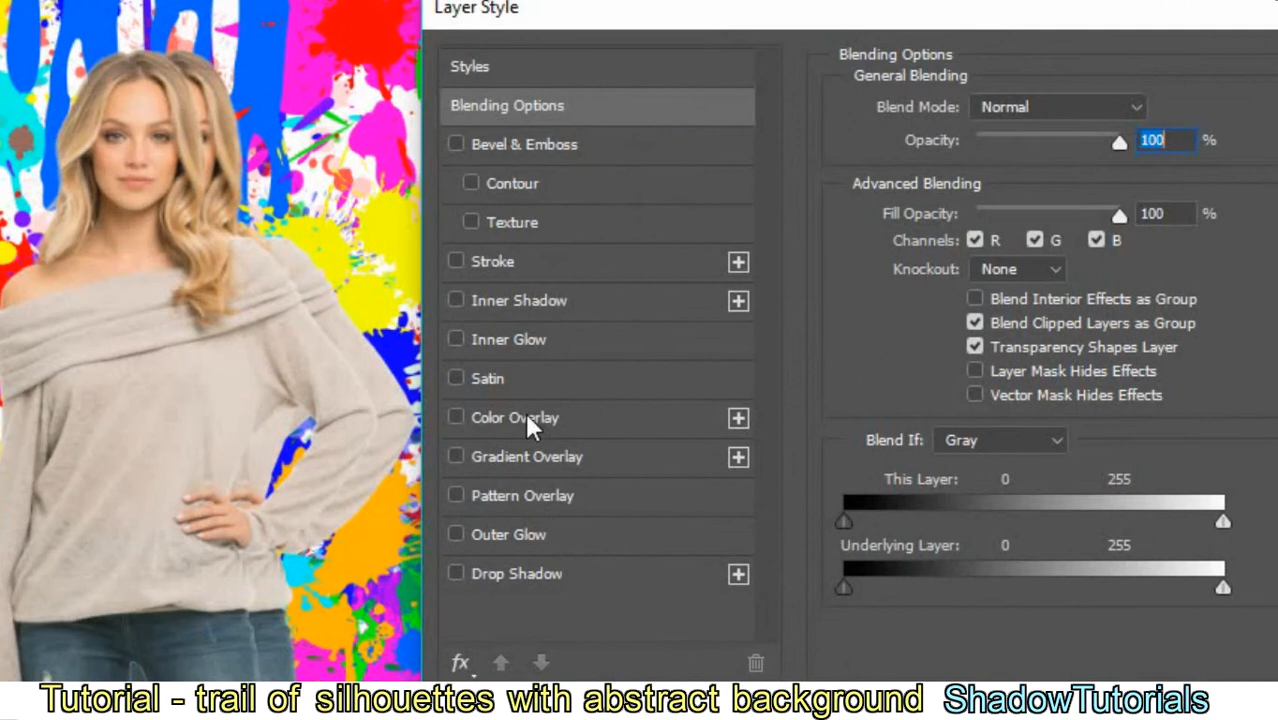 Layer Style
Styles
Blending Options
Bevel & Emboss
Contour
Texture
Stroke
Inner Shadow
Inner Glow
Satin
Color Overlay
Gradient Overlay
Pattern Overlay
Outer Glow
Drop Shadow
fx
Blending Options
General Blending
Blend Mode: Normal
Opacity: 100 %
Advanced Blending
Fill Opacity: 100 %
Channels: R G B
Knockout: None
Blend Interior Effects as Group
Blend Clipped Layers as Group
Transparency Shapes Layer
Layer Mask Hides Effects
Vector Mask Hides Effects
Blend If: Gray
This Layer: 0 255
Underlying Layer: 0 255
Tutorial - trail of silhouettes with abstract background ShadowTutorials